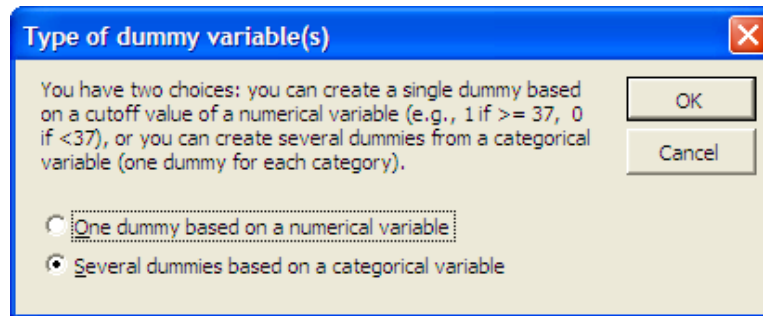 Type of dummy variable(s)
You have two choices: you can create a single dummy based
on a cutoff value of a numerical variable (e.g., 1 if >= 37, 0
if <37), or you can create several dummies from a categorical
variable (one dummy for each category).
OK
Cancel
One dummy based on a numerical variable
Several dummies based on a categorical variable